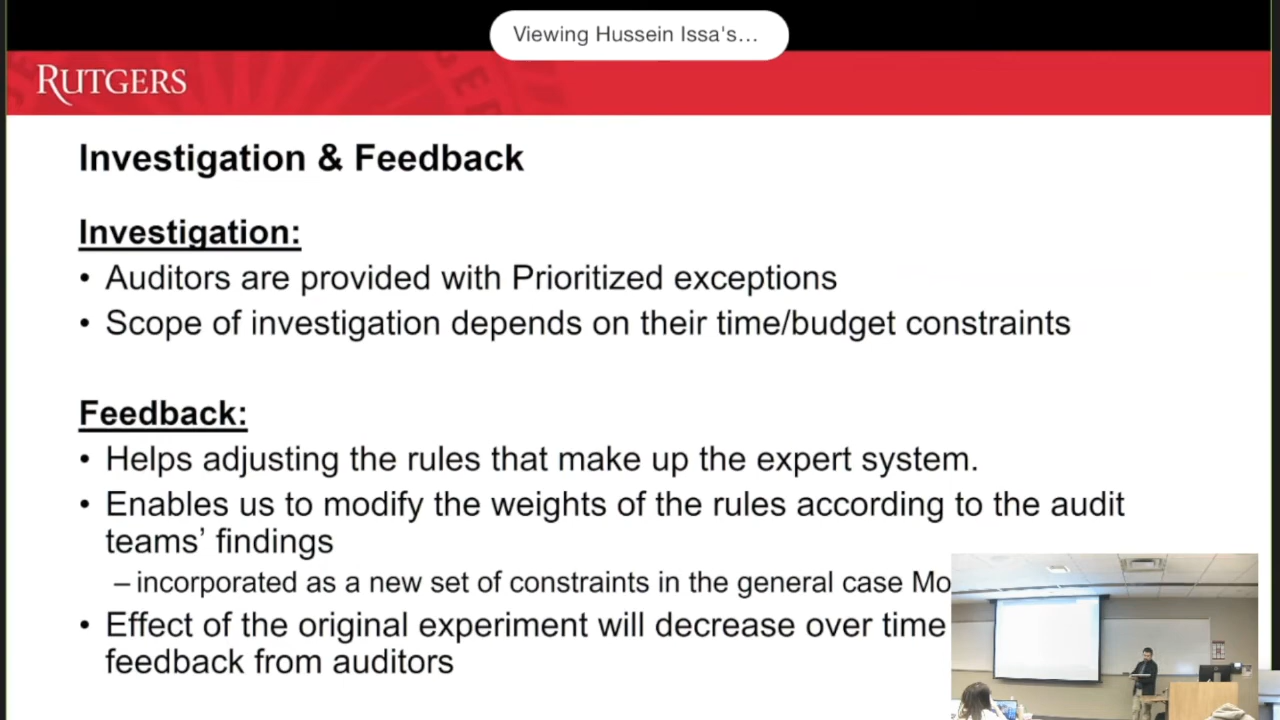 Viewing Hussein Issa's...
RUTGERS
Investigation & Feedback
Investigation:
• Auditors are provided with Prioritized exceptions
• Scope of investigation depends on their time/budget constraints
Feedback:
• Helps adjusting the rules that make up the expert system.
• Enables us to modify the weights of the rules according to the audit
teams’ findings
– incorporated as a new set of constraints in the general case Mo
• Effect of the original experiment will decrease over time
feedback from auditors